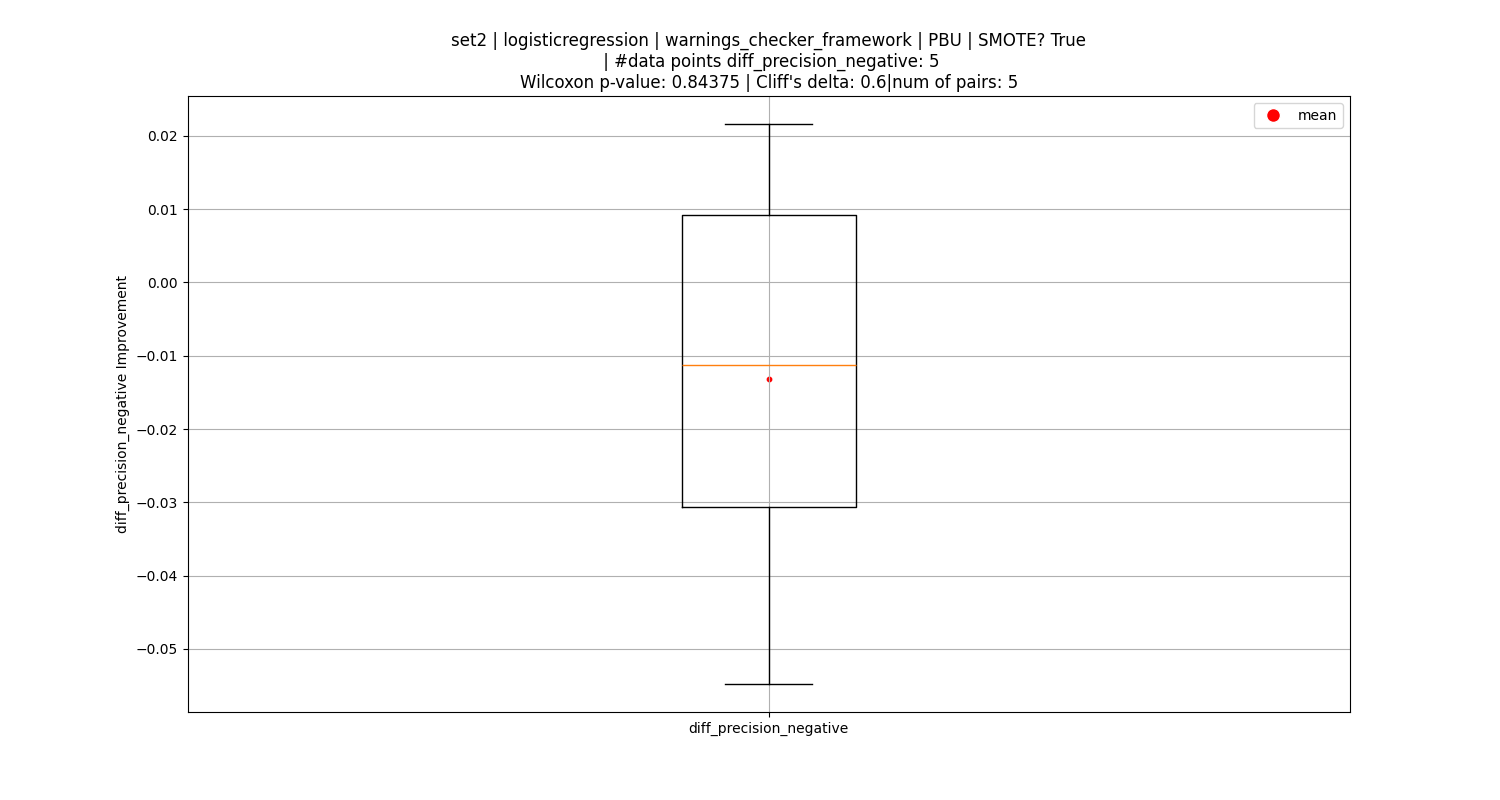 set2 | logisticregression | warnings_checker_framework | PBU | SMOTE? True
| #data points diff_precision_negative: 5
Wilcoxon p-value: 0.84375 | Cliff's delta: 0.6|num of pairs: 5
mean
0.02
0.01
0.00
−0.01
−0.02
−0.03
−0.04
−0.05
diff_precision_negative Improvement
diff_precision_negative